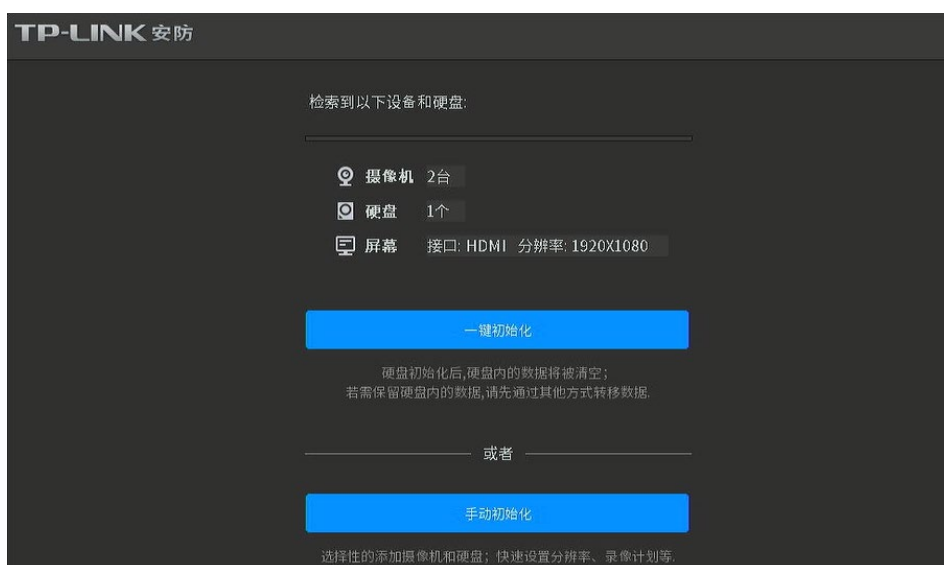 TP-LINK 安防
检索到以下设备和硬盘:
摄像机 2台
硬盘 1个
屏幕 接口: HDMI 分辨率: 1920X1080
一键初始化
硬盘初始化后,硬盘内的数据将被清空;
若需保留硬盘内的数据,请先通过其他方式转移数据.
或者
手动初始化
选择性的添加摄像机和硬盘; 快速设置分辨率、录像计划等.